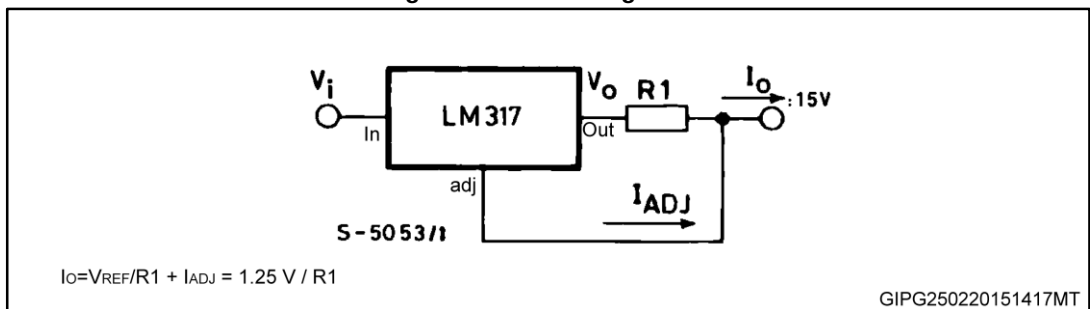 Vi
Vo
R1
Io
:15V
LM317
In
Out
adj
IADJ
S-5053/1
Io=VREF/R1 + IADJ = 1.25 V / R1
GIPG250220151417MT